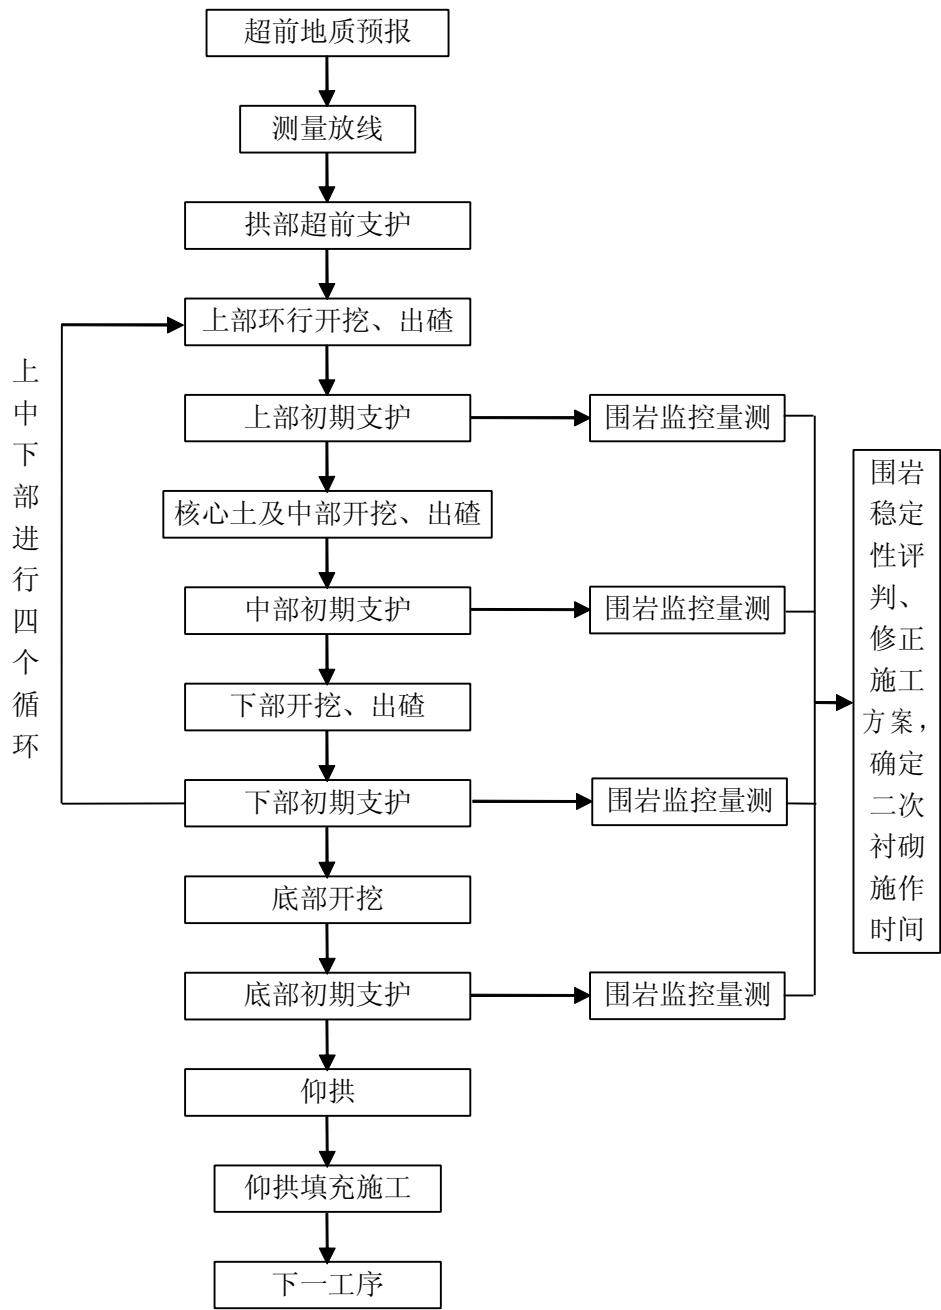 超前地质预报
测量放线
拱部超前支护
上部环行开挖、出碴
上部初期支护
围岩监控量测
核心土及中部开挖、出碴
中部初期支护
围岩监控量测
下部开挖、出碴
下部初期支护
围岩监控量测
底部开挖
底部初期支护
围岩监控量测
仰拱
仰拱填充施工
下一工序
上中下部进行四个循环
围岩
稳定
性评
判、
修正
施工
方案，
确定
二次
衬砌
施作
时间